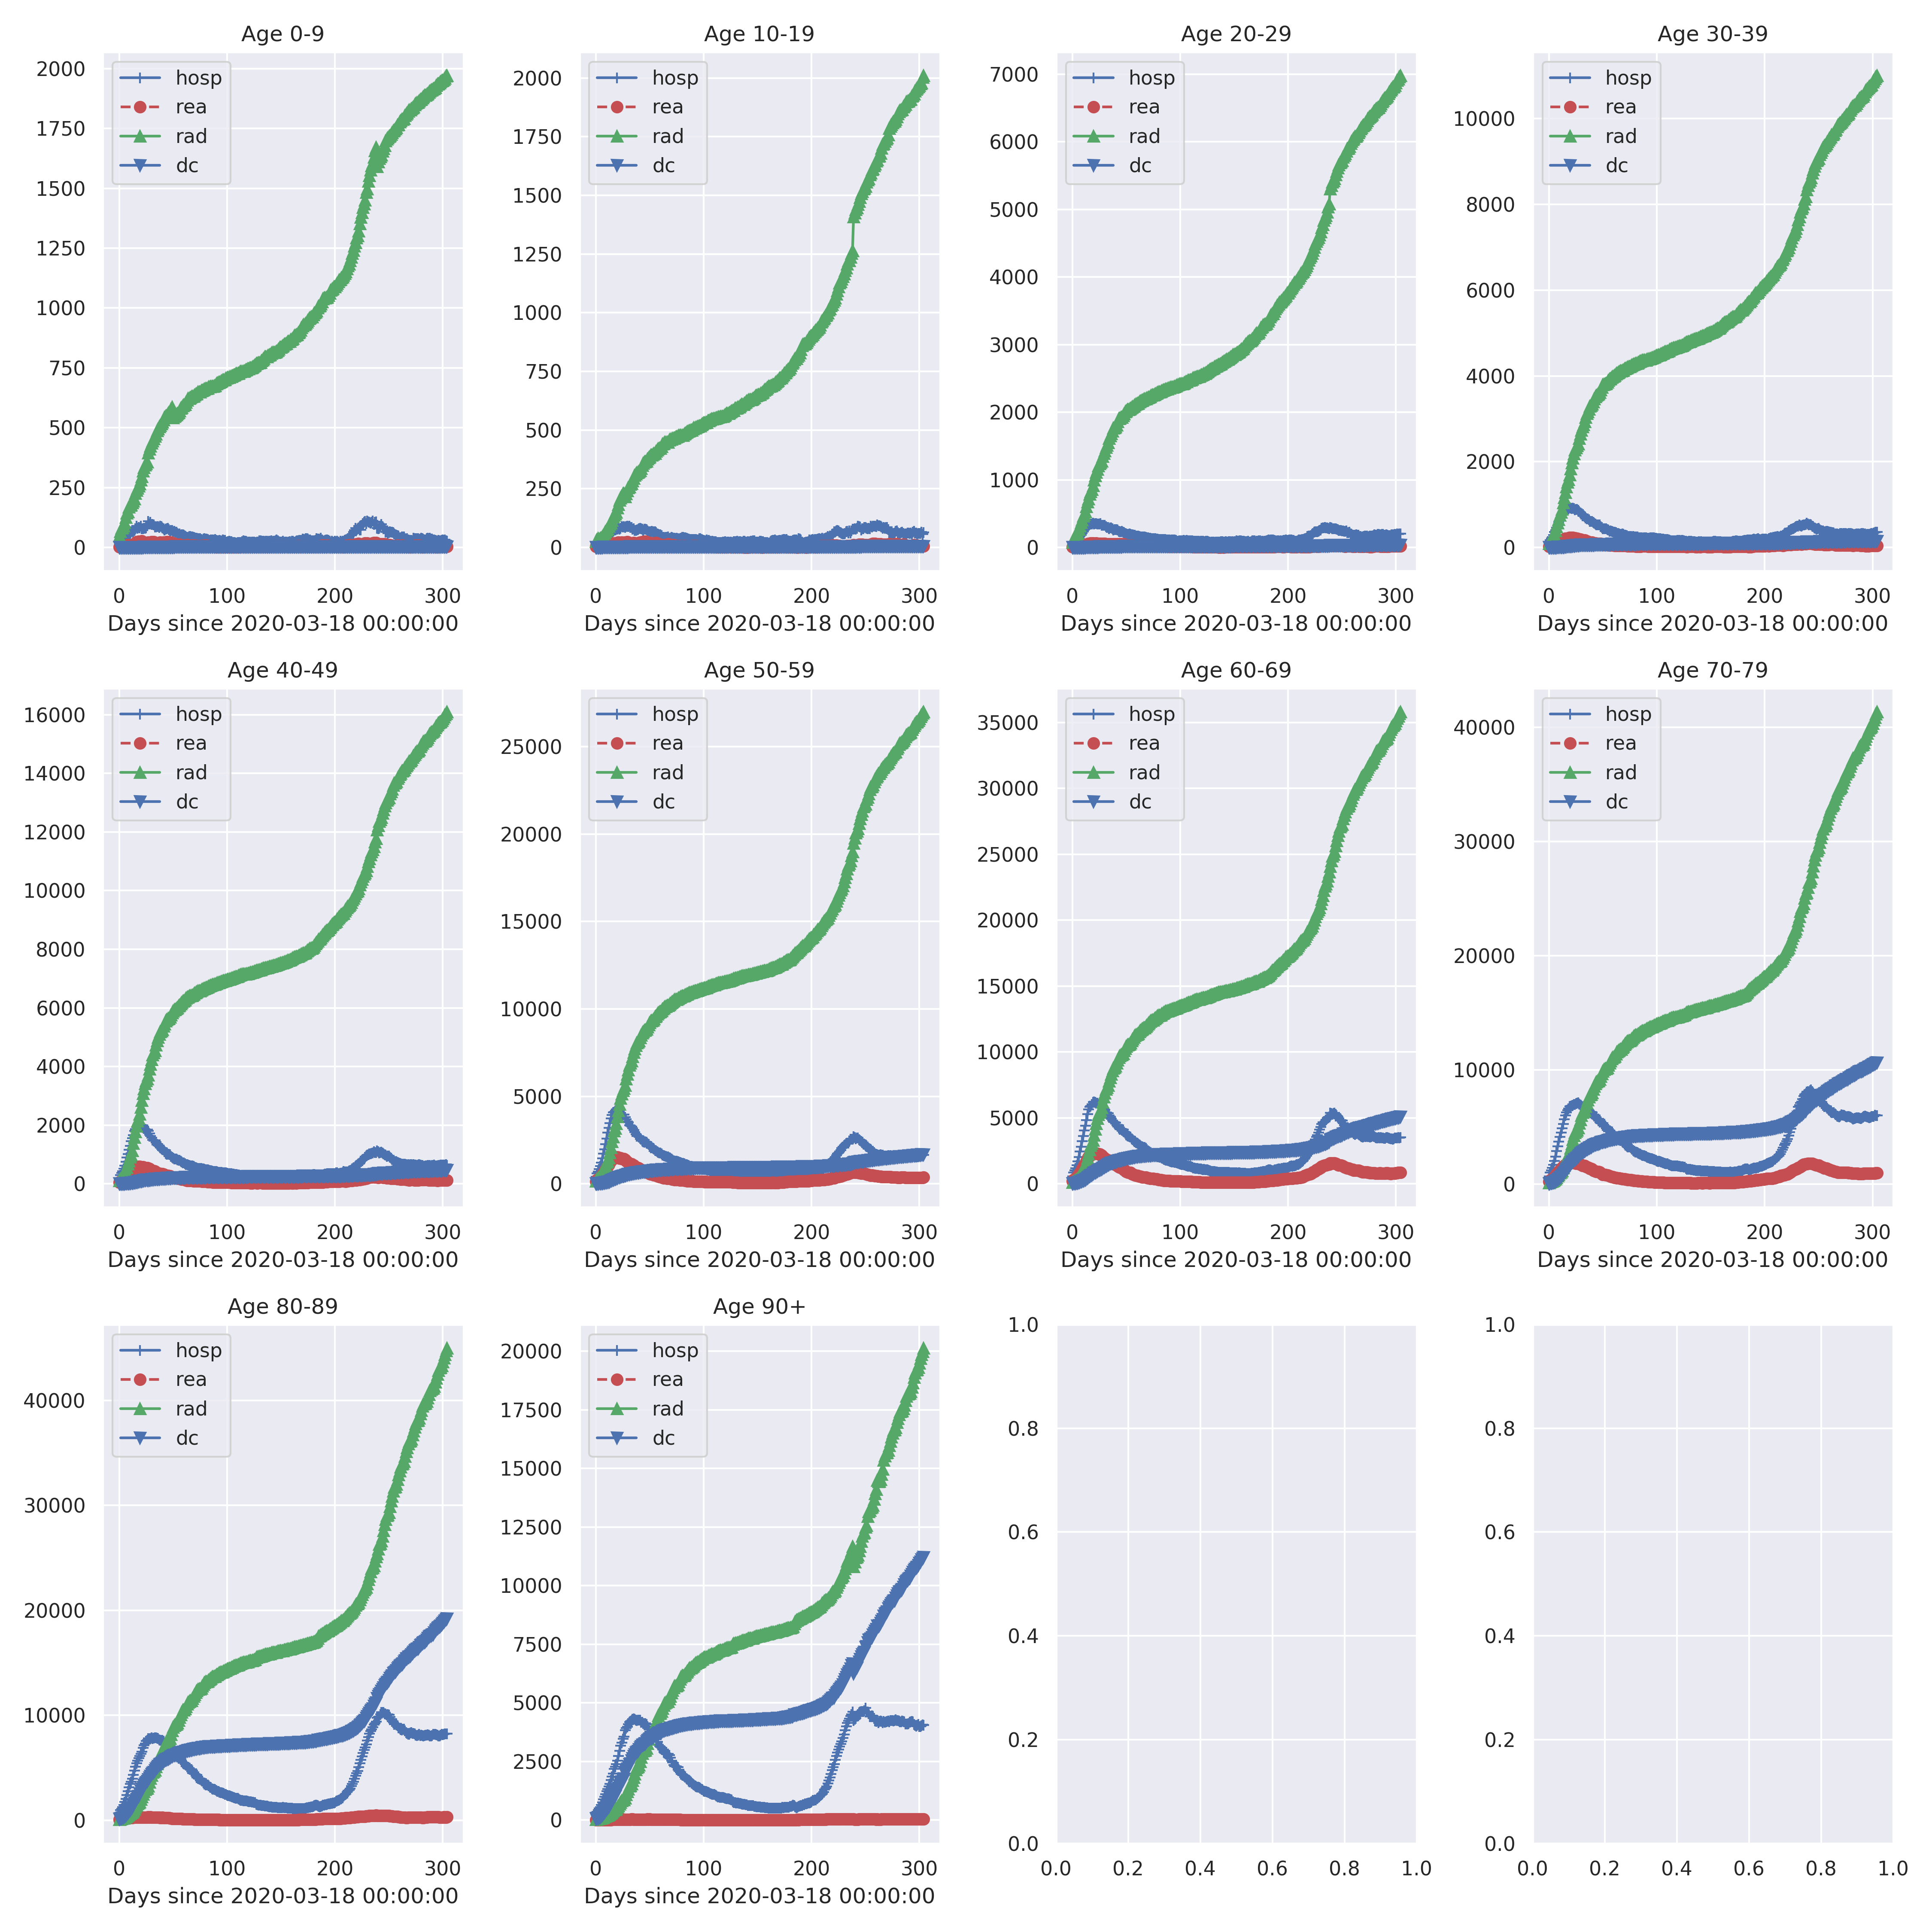 Age 0-9
Age 10-19
Age 20-29
Age 30-39
2000
1750
1500
1250
1000
750
500
250
0
hosp
rea
rad
dc
0 100 200 300
Days since 2020-03-18 00:00:00
2000
1750
1500
1250
1000
750
500
250
0
hosp
rea
rad
dc
0 100 200 300
Days since 2020-03-18 00:00:00
7000
6000
5000
4000
3000
2000
1000
0
hosp
rea
rad
dc
0 100 200 300
Days since 2020-03-18 00:00:00
10000
8000
6000
4000
2000
0
hosp
rea
rad
dc
0 100 200 300
Days since 2020-03-18 00:00:00
Age 40-49
Age 50-59
Age 60-69
Age 70-79
16000
14000
12000
10000
8000
6000
4000
2000
0
hosp
rea
rad
dc
0 100 200 300
Days since 2020-03-18 00:00:00
25000
20000
15000
10000
5000
0
hosp
rea
rad
dc
0 100 200 300
Days since 2020-03-18 00:00:00
35000
30000
25000
20000
15000
10000
5000
0
hosp
rea
rad
dc
0 100 200 300
Days since 2020-03-18 00:00:00
40000
30000
20000
10000
0
hosp
rea
rad
dc
0 100 200 300
Days since 2020-03-18 00:00:00
Age 80-89
Age 90+
40000
30000
20000
10000
0
hosp
rea
rad
dc
0 100 200 300
Days since 2020-03-18 00:00:00
20000
17500
15000
12500
10000
7500
5000
2500
0
hosp
rea
rad
dc
0 100 200 300
Days since 2020-03-18 00:00:00
1.0
0.8
0.6
0.4
0.2
0.0
0.0 0.2 0.4 0.6 0.8 1.0
1.0
0.8
0.6
0.4
0.2
0.0
0.0 0.2 0.4 0.6 0.8 1.0